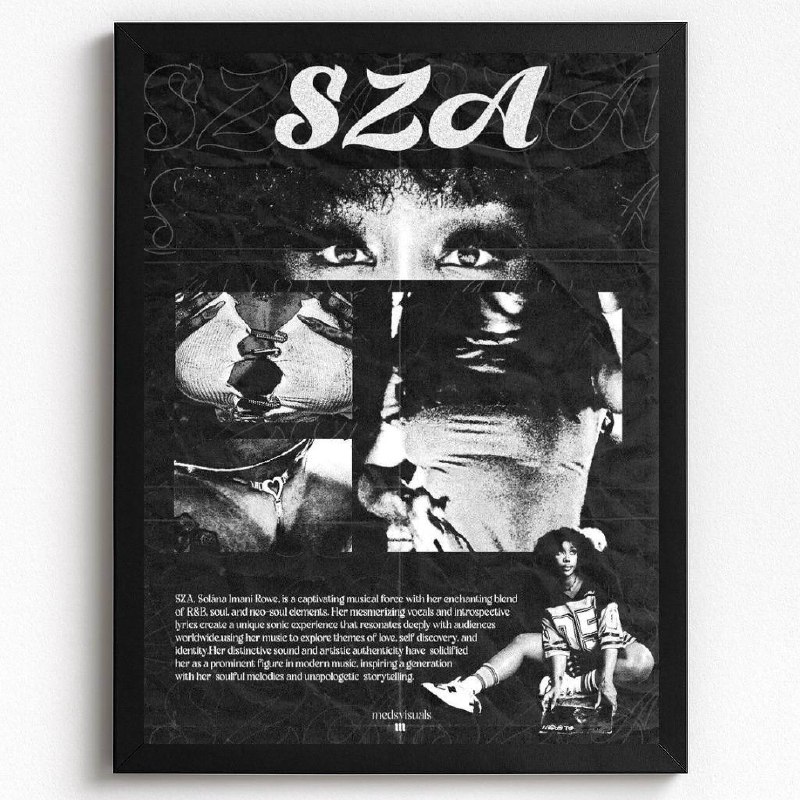 SZA
SZA, Solána Imani Rowe, is a captivating musical force with her enchanting blend
of R&B, soul, and neo-soul elements. Her mesmerizing vocals and introspective
lyrics create a unique sonic experience that resonates deeply with audiences
worldwide,using her music to explore themes of love, self discovery, and
identity.Her distinctive sound and artistic authenticity have solidified
her as a prominent figure in modern music, inspiring a generation
with her soulful melodies and unapologetic storytelling.
75
medsvisuals
m